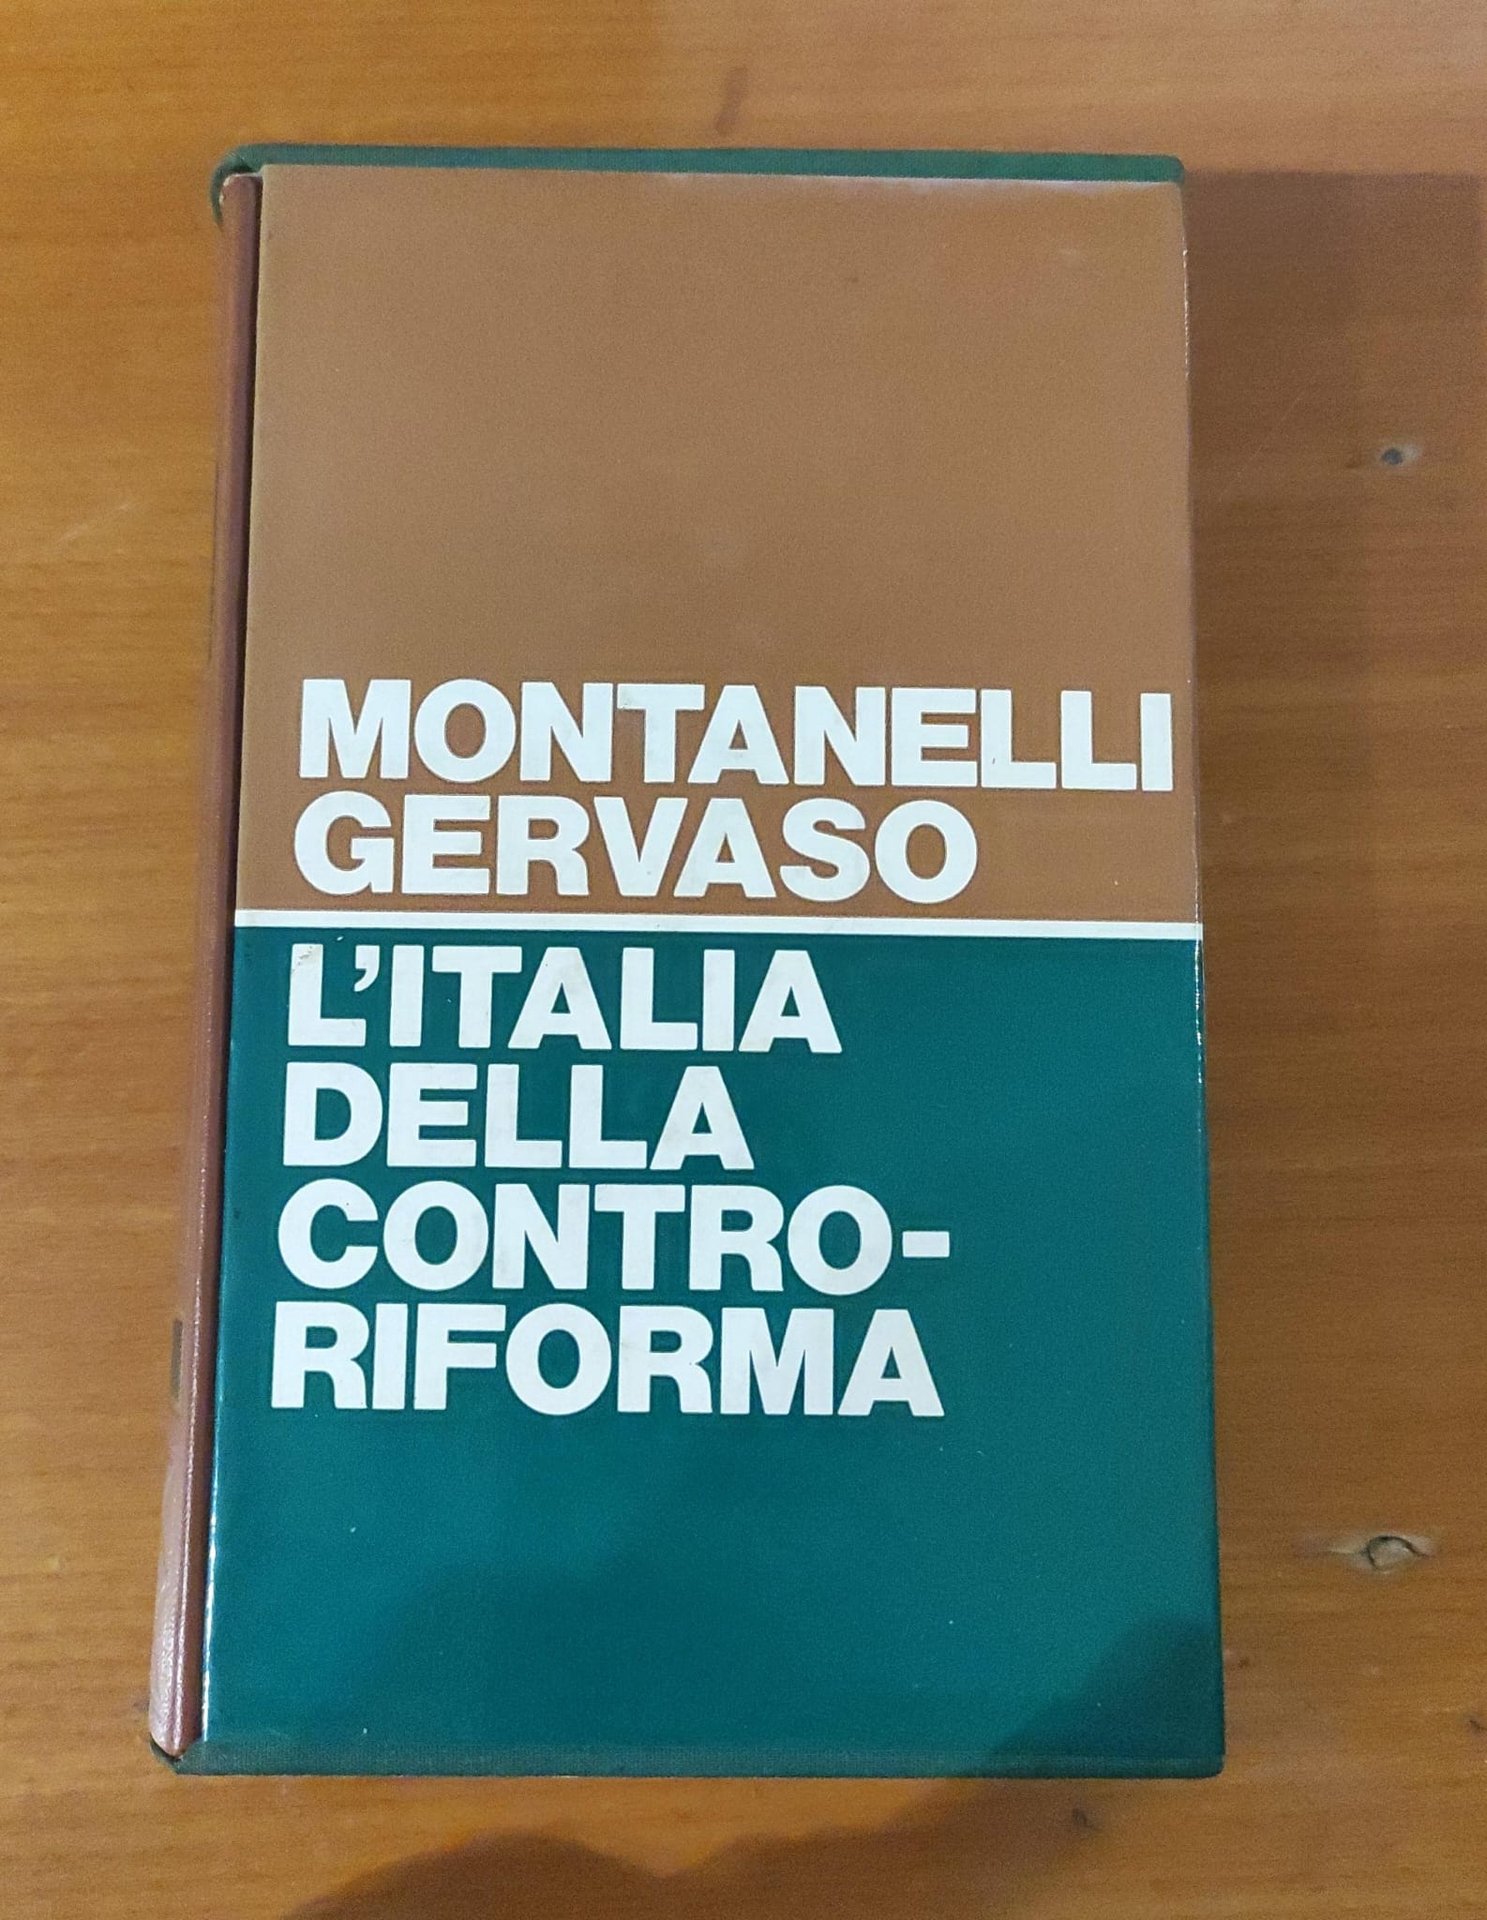 MONTANELLI
GERVASO
L'ITALIA
DELLA
CONTRO-
RIFORMA